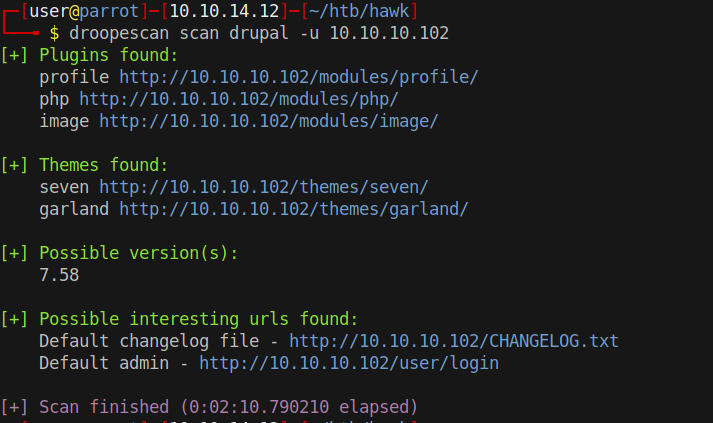 [user@parrot]─[10.10.14.12]─[~/htb/hawk]
$ droopescan scan drupal -u 10.10.10.102
[+] Plugins found:
profile http://10.10.10.102/modules/profile/
php http://10.10.10.102/modules/php/
image http://10.10.10.102/modules/image/
[+] Themes found:
seven http://10.10.10.102/themes/seven/
garland http://10.10.10.102/themes/garland/
[+] Possible version(s):
7.58
[+] Possible interesting urls found:
Default changelog file - http://10.10.10.102/CHANGELOG.txt
Default admin - http://10.10.10.102/user/login
[+] Scan finished (0:02:10.790210 elapsed)